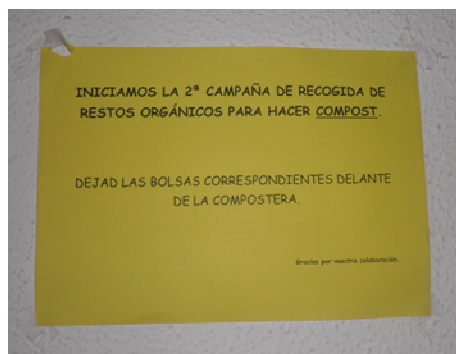 INICIAMOS LA 2ª CAMPAÑA DE RECOGIDA DE
RESTOS ORGÁNICOS PARA HACER COMPOST.
DEJAD LAS BOLSAS CORRESPONDIENTES DELANTE
DE LA COMPOSTERA.
Gracias por vuestra colaboración.